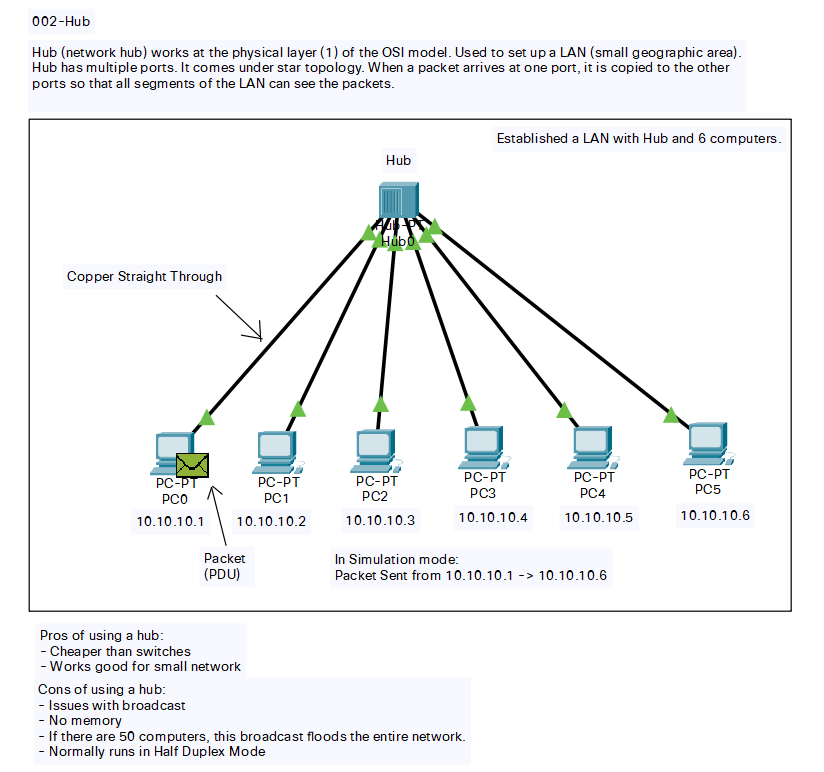 002-Hub
Hub (network hub) works at the physical layer (1) of the OSI model. Used to set up a LAN (small geographic area).
Hub has multiple ports. It comes under star topology. When a packet arrives at one port, it is copied to the other
ports so that all segments of the LAN can see the packets.
Established a LAN with Hub and 6 computers.
Hub
Hub-PT
Hub0
Copper Straight Through
PC-PT
PC0
PC-PT
PC1
PC-PT
PC2
PC-PT
PC3
PC-PT
PC4
PC-PT
PC5
10.10.10.1
10.10.10.2
10.10.10.3
10.10.10.4
10.10.10.5
10.10.10.6
Packet
(PDU)
In Simulation mode:
Packet Sent from 10.10.10.1 -> 10.10.10.6
Pros of using a hub:
- Cheaper than switches
- Works good for small network
Cons of using a hub:
- Issues with broadcast
- No memory
- If there are 50 computers, this broadcast floods the entire network.
- Normally runs in Half Duplex Mode